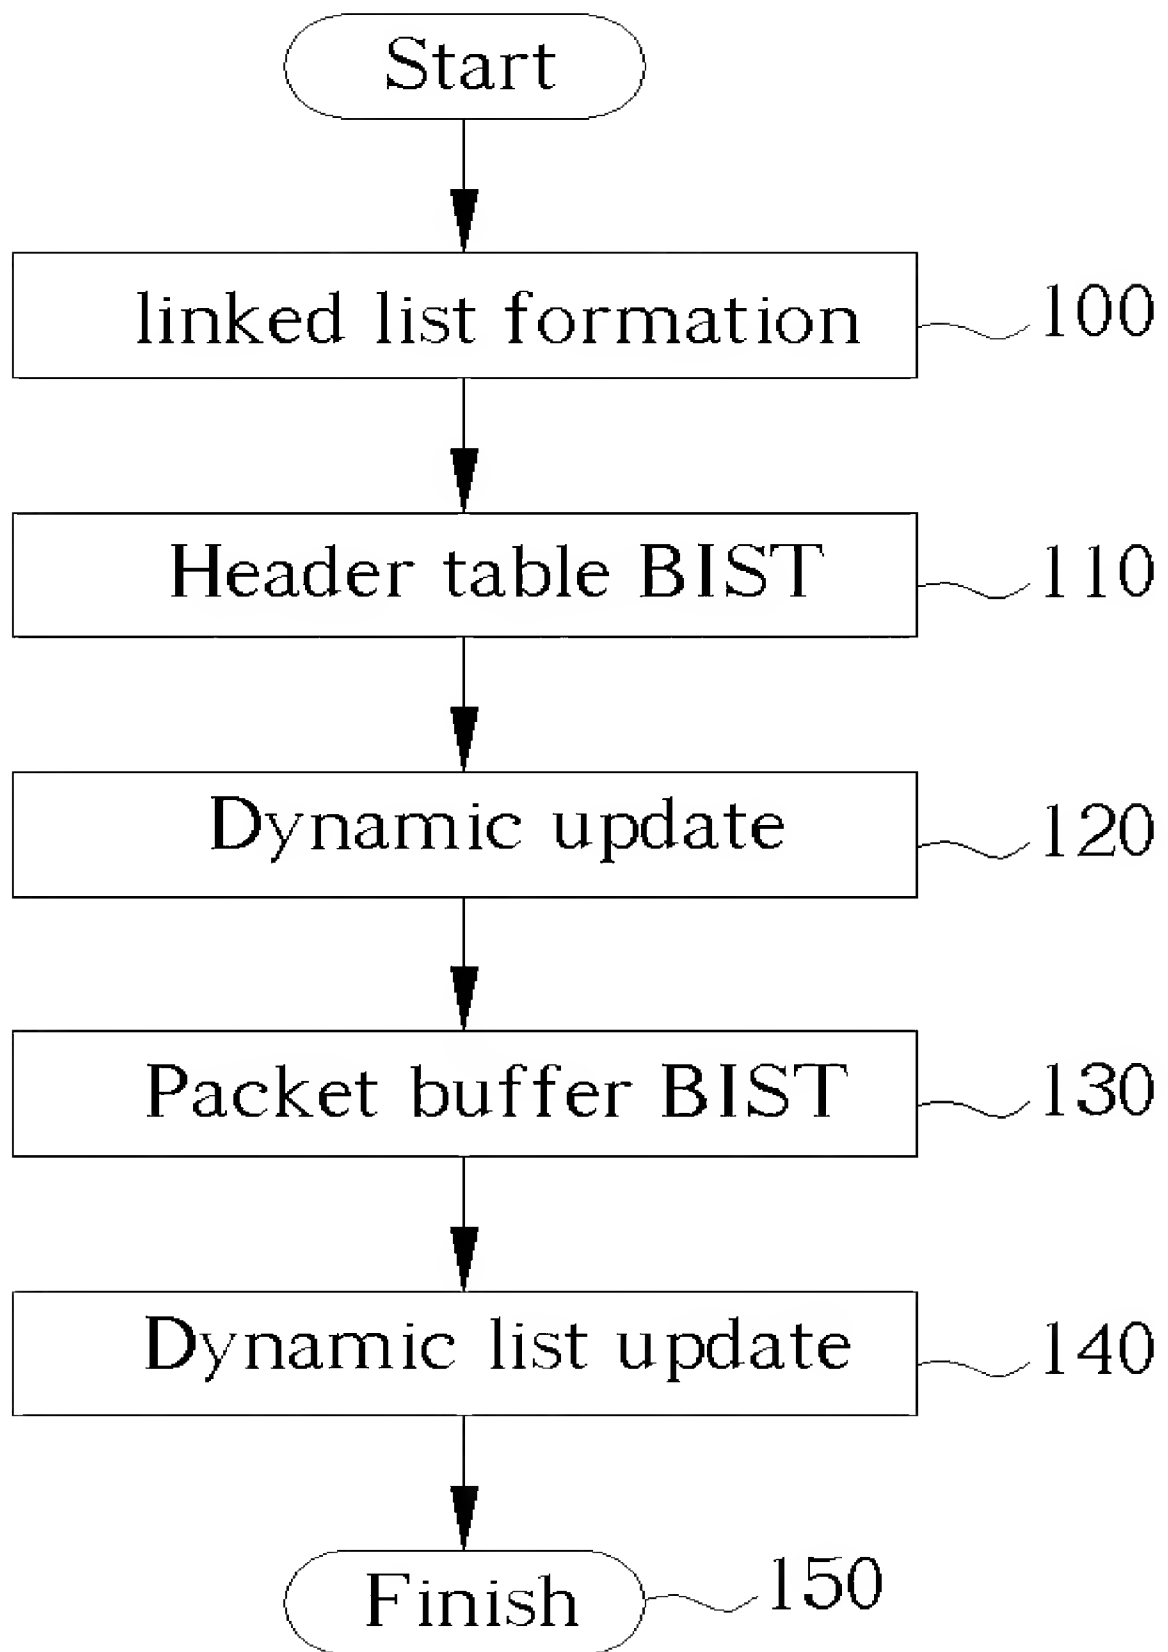 Start
linked list formation 100
Header table BIST 110
Dynamic update 120
Packet buffer BIST 130
Dynamic list update 140
Finish 150